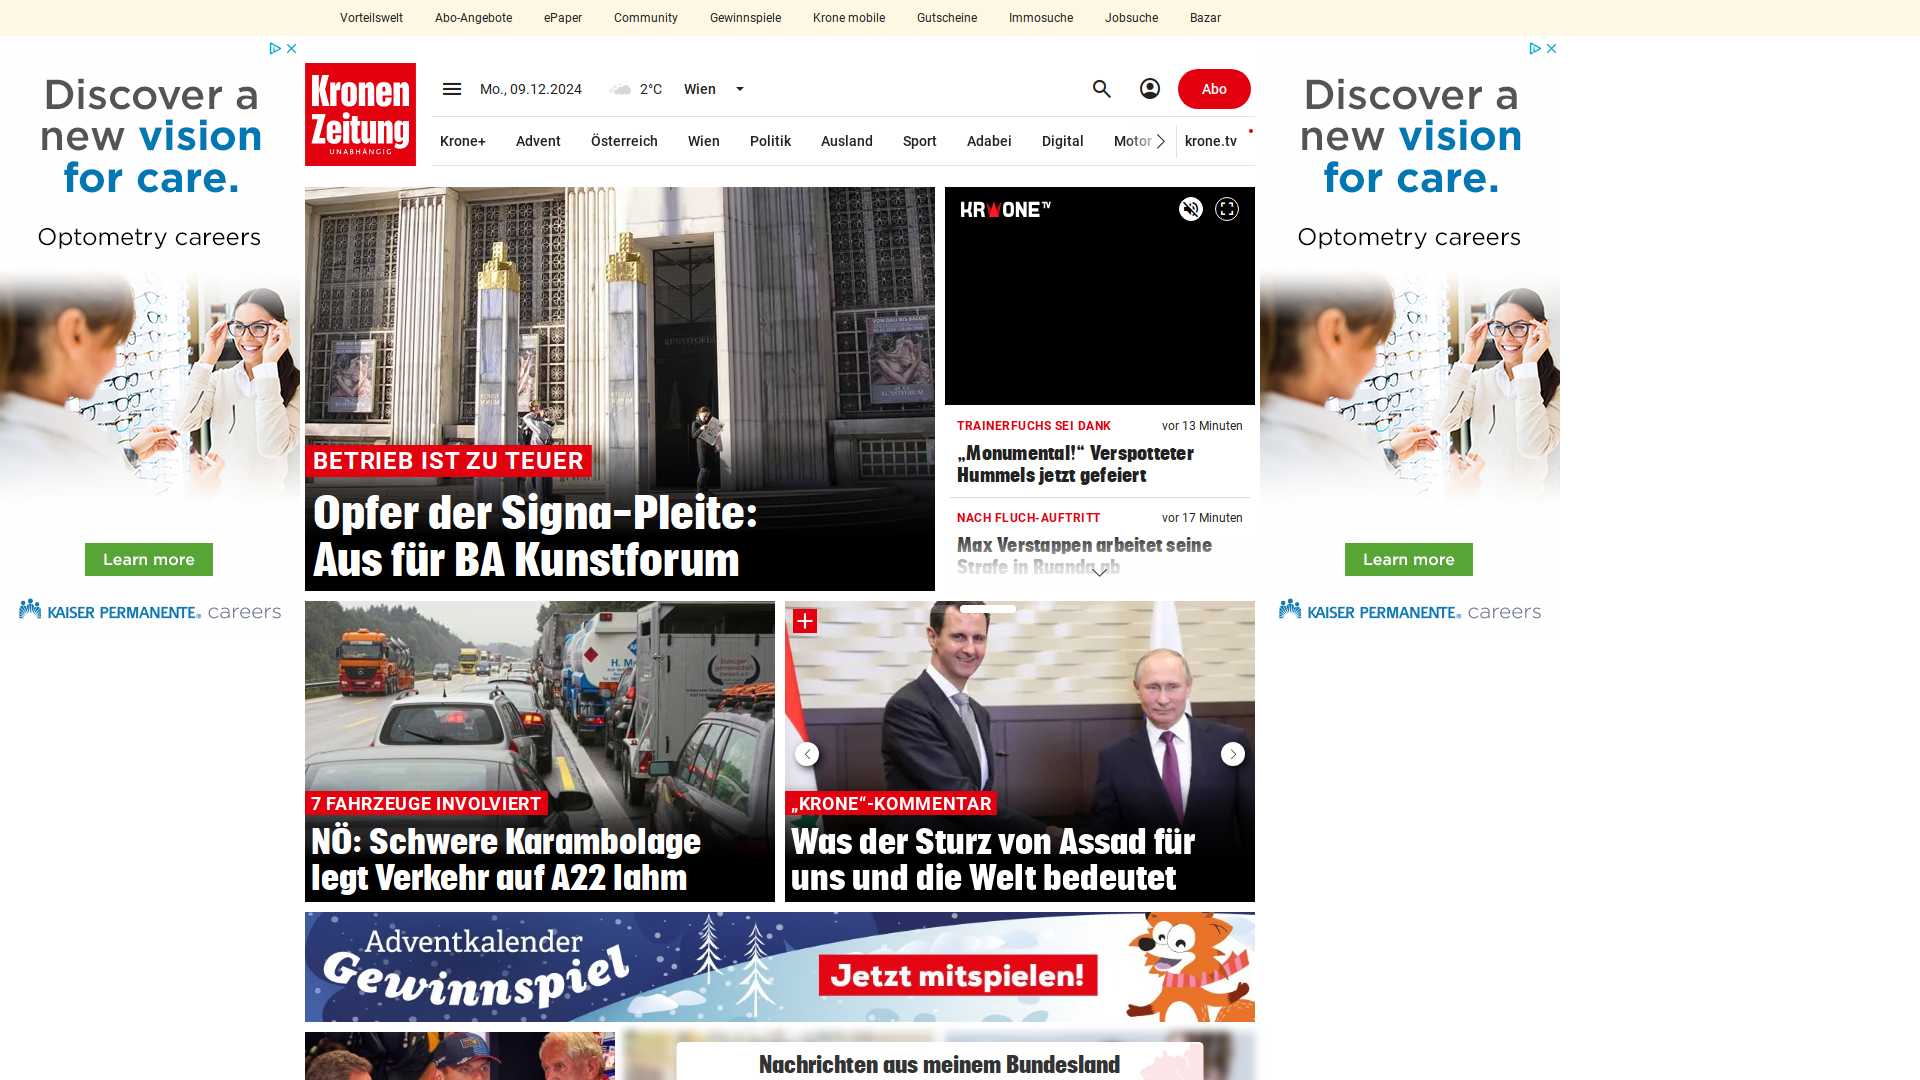 Vorteilswelt Abo-Angebote ePaper Community Gewinnspiele Krone mobile Gutscheine Immosuche Jobsuche Bazar
Discover a
new vision
for care.
Optometry careers
Learn more
KAISER PERMANENTE® careers
Kronen
Zeitung
UNABHÄNGIG
Mo., 09.12.2024 2°C Wien
Abo
Krone+ Advent Österreich Wien Politik Ausland Sport Adabei Digital Motor krone.tv
KUNSTFORUM
BETRIEB IST ZU TEUER
Opfer der Signa-Pleite:
Aus für BA Kunstforum
KRONE TV
TRAINERFUCHS SEI DANK vor 13 Minuten
„Monumental!“ Verspotteter
Hummels jetzt gefeiert
NACH FLUCH-AUFTRITT vor 17 Minuten
Max Verstappen arbeitet seine
Strafe in Ruanda ab
7 FAHRZEUGE INVOLVIERT
NÖ: Schwere Karambolage
legt Verkehr auf A22 lahm
„KRONE“-KOMMENTAR
Was der Sturz von Assad für
uns und die Welt bedeutet
Adventkalender
Gewinnspiel
Jetzt mitspielen!
Nachrichten aus meinem Bundesland
Discover a
new vision
for care.
Optometry careers
Learn more
KAISER PERMANENTE® careers